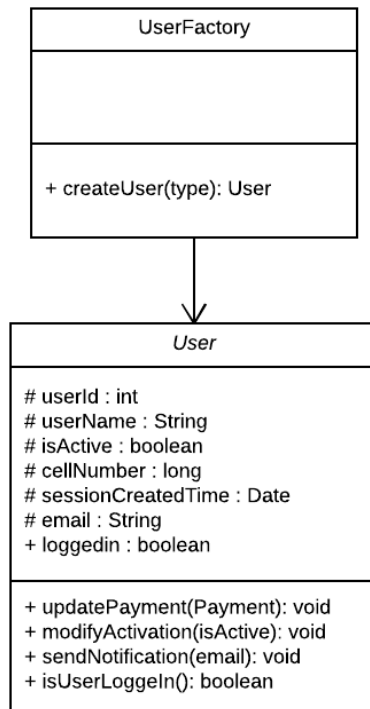 UserFactory
+ createUser(type): User
User
# userId : int
# userName : String
# isActive : boolean
# cellNumber : long
# sessionCreatedTime : Date
# email : String
+ loggedin : boolean
+ updatePayment(Payment): void
+ modifyActivation(isActive): void
+ sendNotification(email): void
+ isUserLoggeIn(): boolean